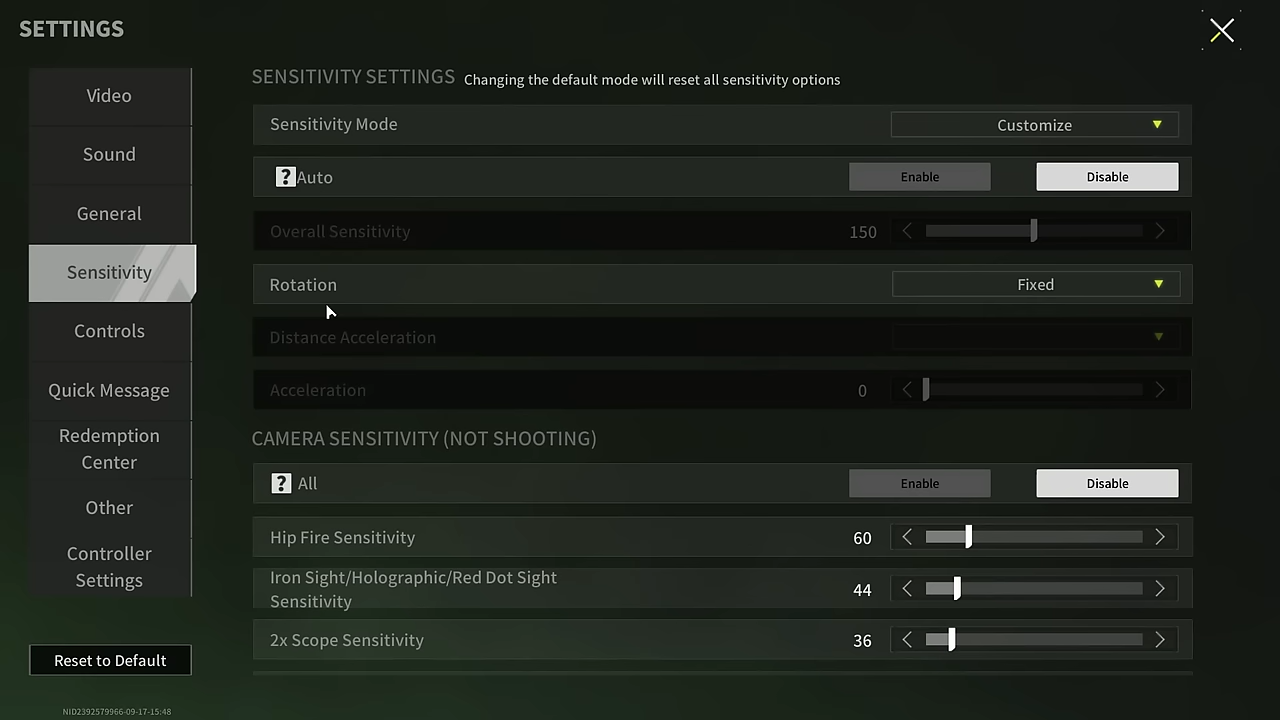 SETTINGS
Video
Sound
General
Sensitivity
Controls
Quick Message
Redemption
Center
Other
Controller
Settings
Reset to Default
NID2392579966-09-17-15:48
SENSITIVITY SETTINGS Changing the default mode will reset all sensitivity options
Sensitivity Mode Customize
? Auto Enable Disable
Overall Sensitivity 150
Rotation Fixed
Distance Acceleration
Acceleration 0
CAMERA SENSITIVITY (NOT SHOOTING)
? All Enable Disable
Hip Fire Sensitivity 60
Iron Sight/Holographic/Red Dot Sight
Sensitivity 44
2x Scope Sensitivity 36